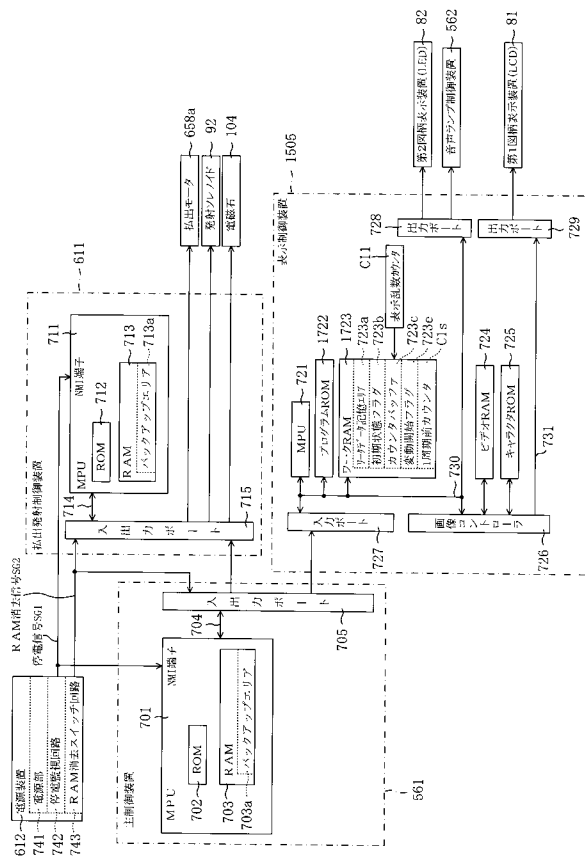 612
電源装置
741
電源部
742
停電監視回路
743
RAM消去スイッチ回路
停電信号SG1
RAM消去信号SG2
払出発射制御装置
611
711
MPU
NMI端子
ROM
712
RAM
713
バックアップエリア
713a
714
入出力ポート
715
払出モータ
658a
発射ソレノイド
92
電磁石
104
主制御装置
561
701
MPU
NMI端子
702
ROM
703
RAM
703a
バックアップエリア
704
入出力ポート
705
表示制御装置
1505
MPU
721
プログラムROM
1722
ワークRAM
1723
リーチデータ記憶エリア
723a
初期状態フラグ
723b
カウンタバッファ
723c
変動開始フラグ
723e
1周期前カウンタ
C1s
表示乱数カウンタ
C11
入力ポート
727
730
ビデオRAM
724
キャラクタROM
725
画像コントローラ
726
731
出力ポート
728
出力ポート
729
第2図柄表示装置(LED)
82
音声ランプ制御装置
562
第1図柄表示装置(LCD)
81